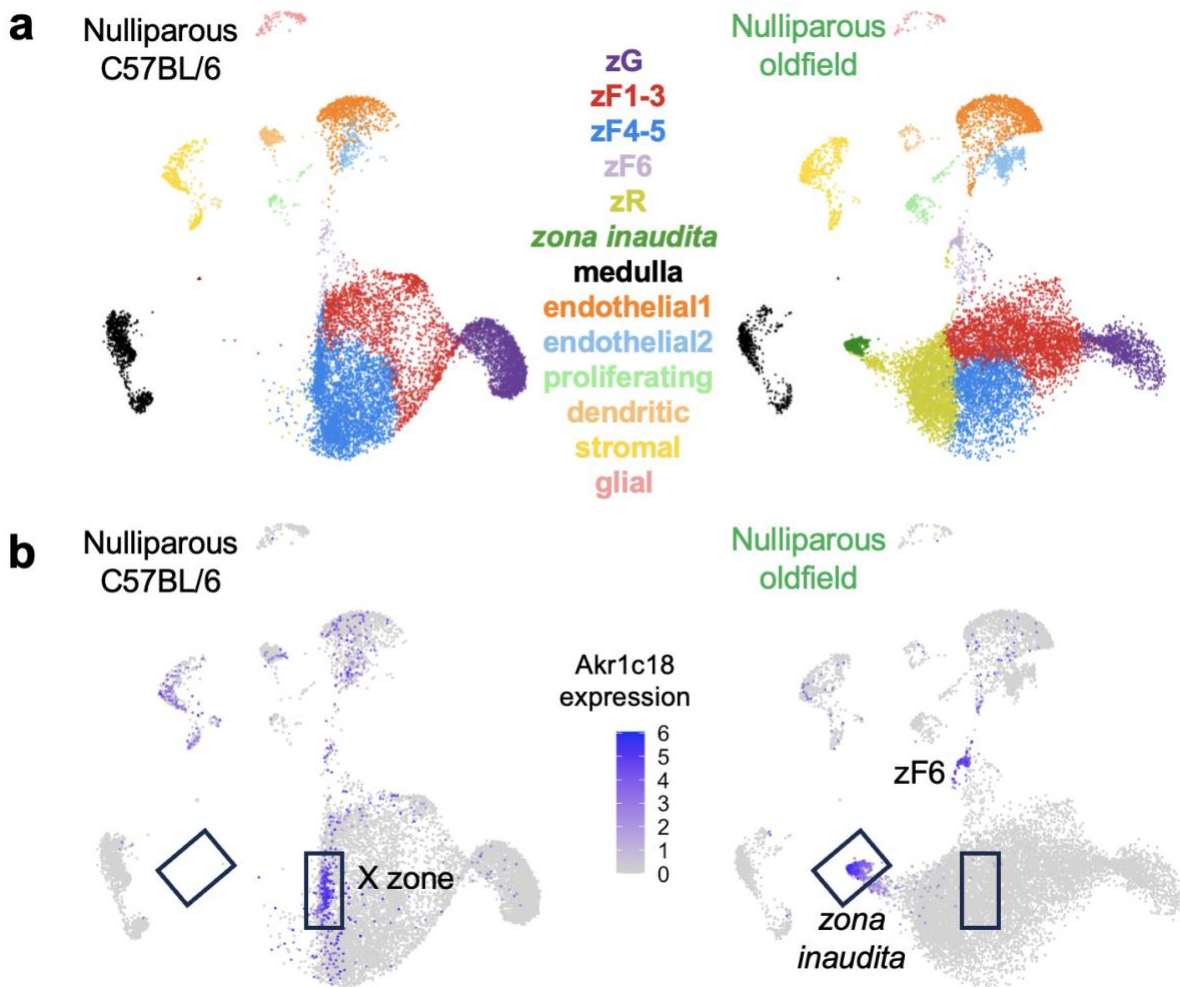 a
Nulliparous
C57BL/6
zG
zF1-3
zF4-5
zF6
zR
zona inaudita
medulla
endothelial1
endothelial2
proliferating
dendritic
stromal
glial
Nulliparous
oldfield
b
Nulliparous
C57BL/6
X zone
Akr1c18
expression
6
5
4
3
2
1
0
Nulliparous
oldfield
zF6
zona
inaudita